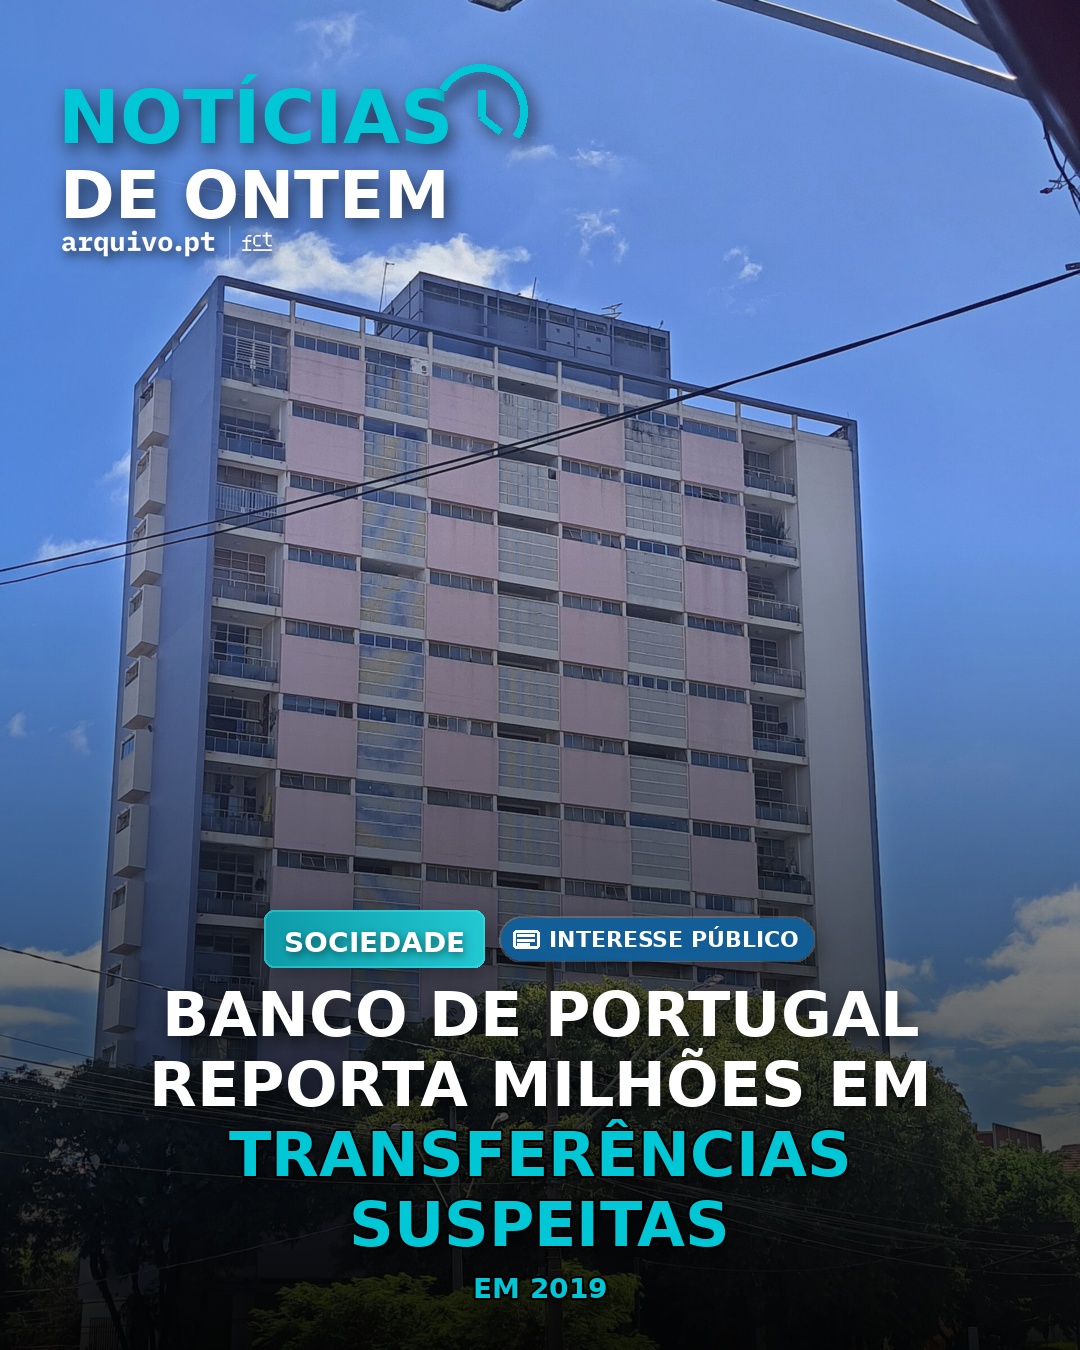 NOTÍCIAS
DE ONTEM
arquivo.pt fct
SOCIEDADE
INTERESSE PÚBLICO
BANCO DE PORTUGAL
REPORTA MILHÕES EM
TRANSFERÊNCIAS
SUSPEITAS
EM 2019